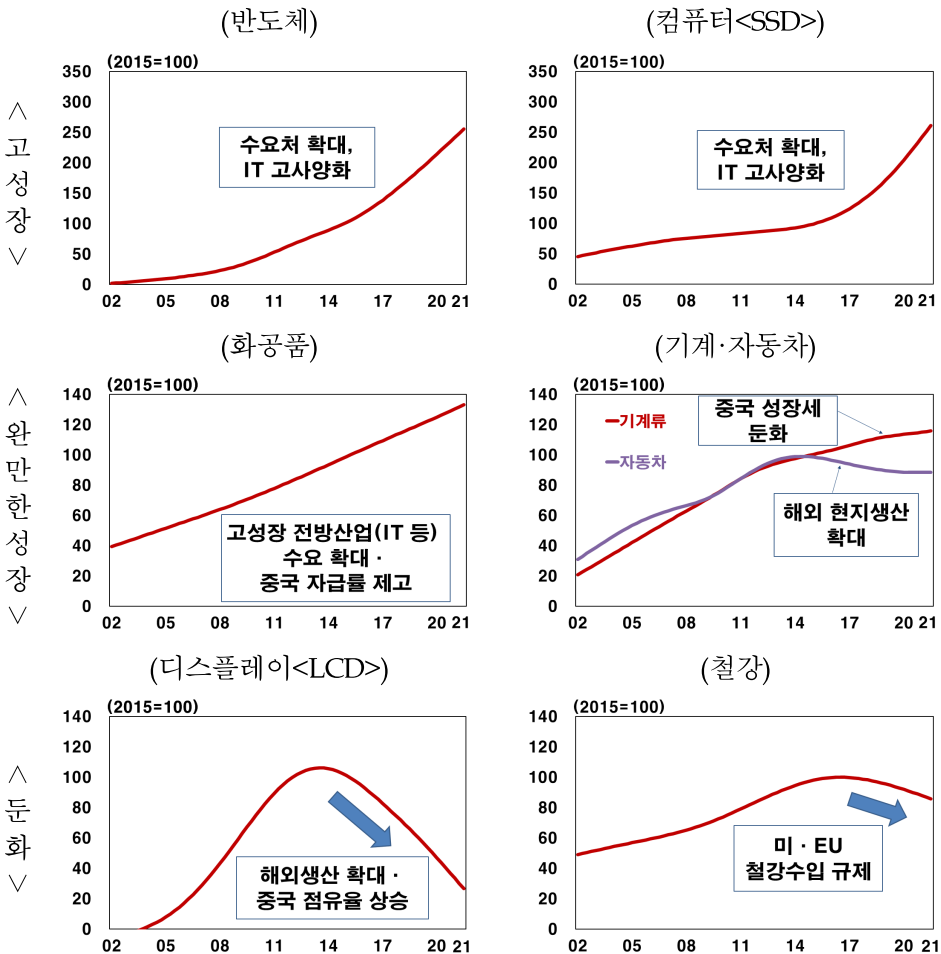 <고성장>
(반도체)
(2015=100)
350
300
250
200
150
100
50
0
수요처 확대,
IT 고사양화
02 05 08 11 14 17 20 21
(컴퓨터<SSD>)
(2015=100)
350
300
250
200
150
100
50
0
수요처 확대,
IT 고사양화
02 05 08 11 14 17 20 21
<완만한성장>
(화공품)
(2015=100)
140
120
100
80
60
40
20
0
고성장 전방산업(IT 등)
수요 확대 ·
중국 자급률 제고
02 05 08 11 14 17 20 21
(기계·자동차)
(2015=100)
140
120
100
80
60
40
20
0
기계류
자동차
중국 성장세
둔화
해외 현지생산
확대
02 05 08 11 14 17 20 21
<둔화>
(디스플레이<LCD>)
(2015=100)
140
120
100
80
60
40
20
0
해외생산 확대 ·
중국 점유율 상승
02 05 08 11 14 17 20 21
(철강)
(2015=100)
140
120
100
80
60
40
20
0
미 · EU
철강수입 규제
02 05 08 11 14 17 20 21